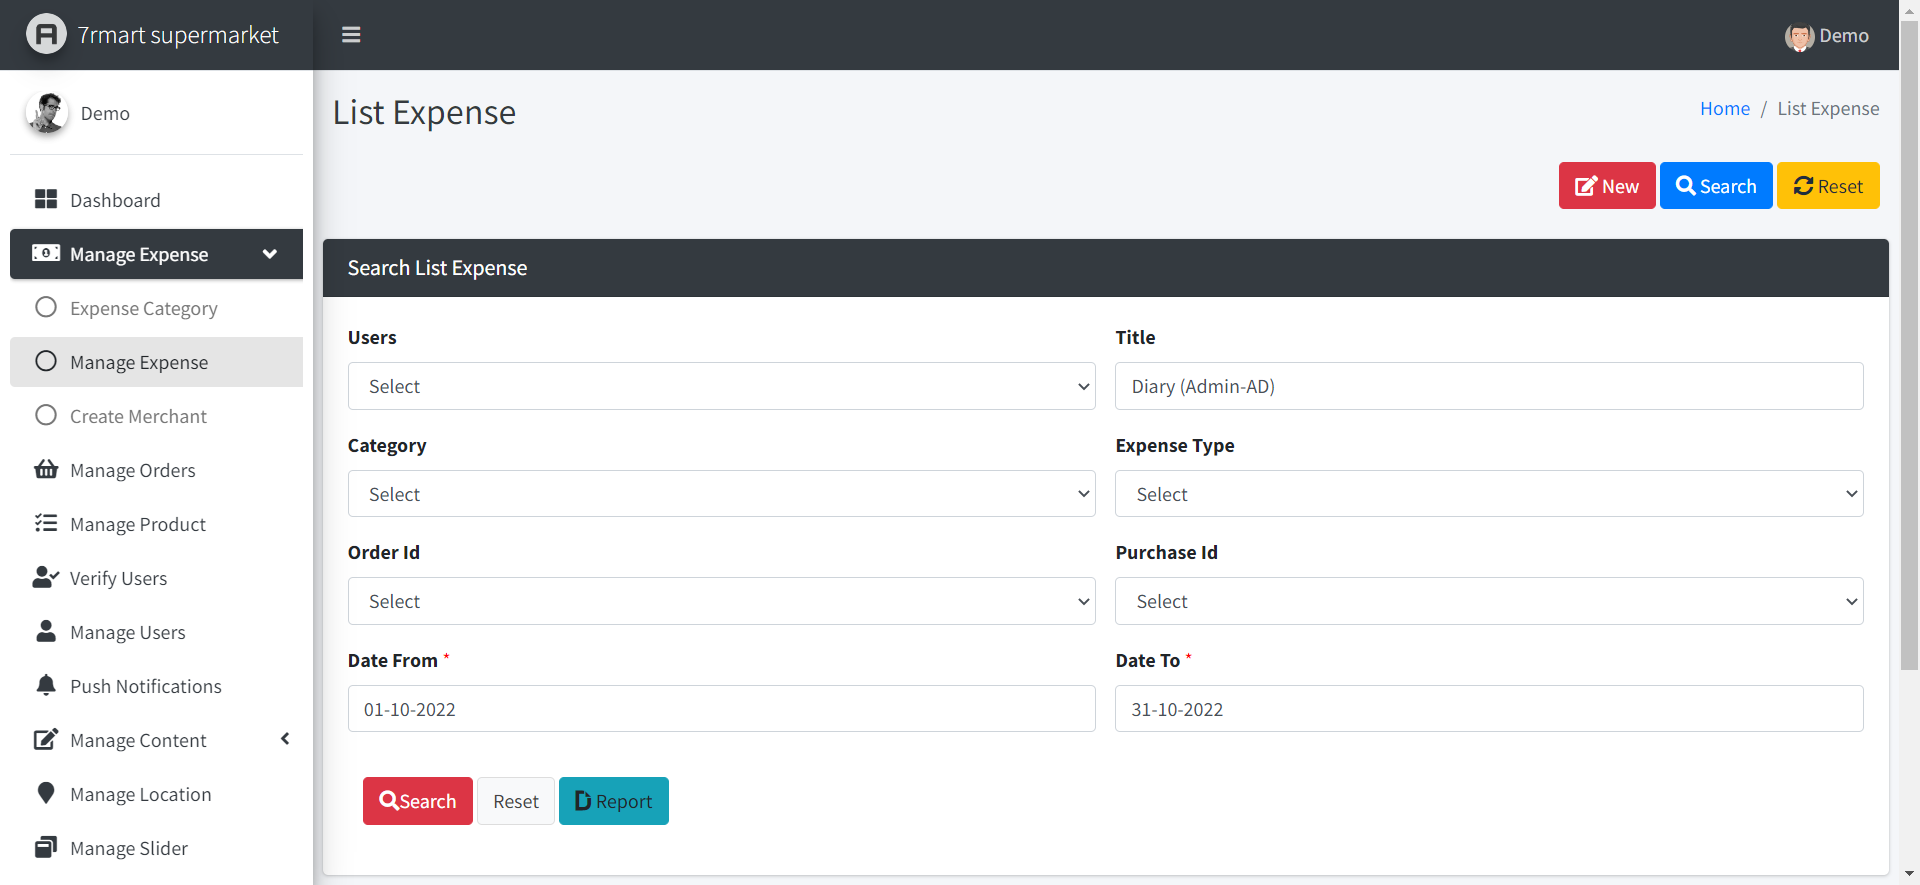 7rmart supermarket
Demo
Demo
Dashboard
Manage Expense
Expense Category
Manage Expense
Create Merchant
Manage Orders
Manage Product
Verify Users
Manage Users
Push Notifications
Manage Content
Manage Location
Manage Slider
List Expense
Home / List Expense
New
Search
Reset
Search List Expense
Users
Select
Title
Diary (Admin-AD)
Category
Select
Expense Type
Select
Order Id
Select
Purchase Id
Select
Date From *
01-10-2022
Date To *
31-10-2022
Search
Reset
Report